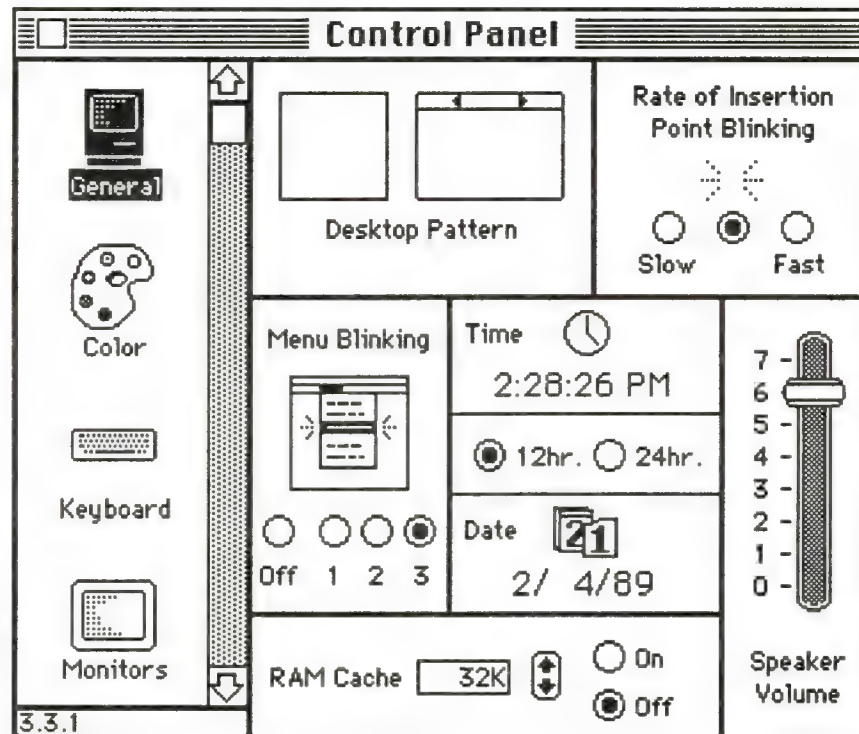 Control Panel
General
Color
Keyboard
Monitors
3.3.1
Desktop Pattern
Rate of Insertion
Point Blinking
Slow
Fast
Menu Blinking
Off 1 2 3
Time
2:28:26 PM
12hr. 24hr.
Date
21
2/ 4/89
7
6
5
4
3
2
1
0
Speaker
Volume
RAM Cache 32K
On
Off